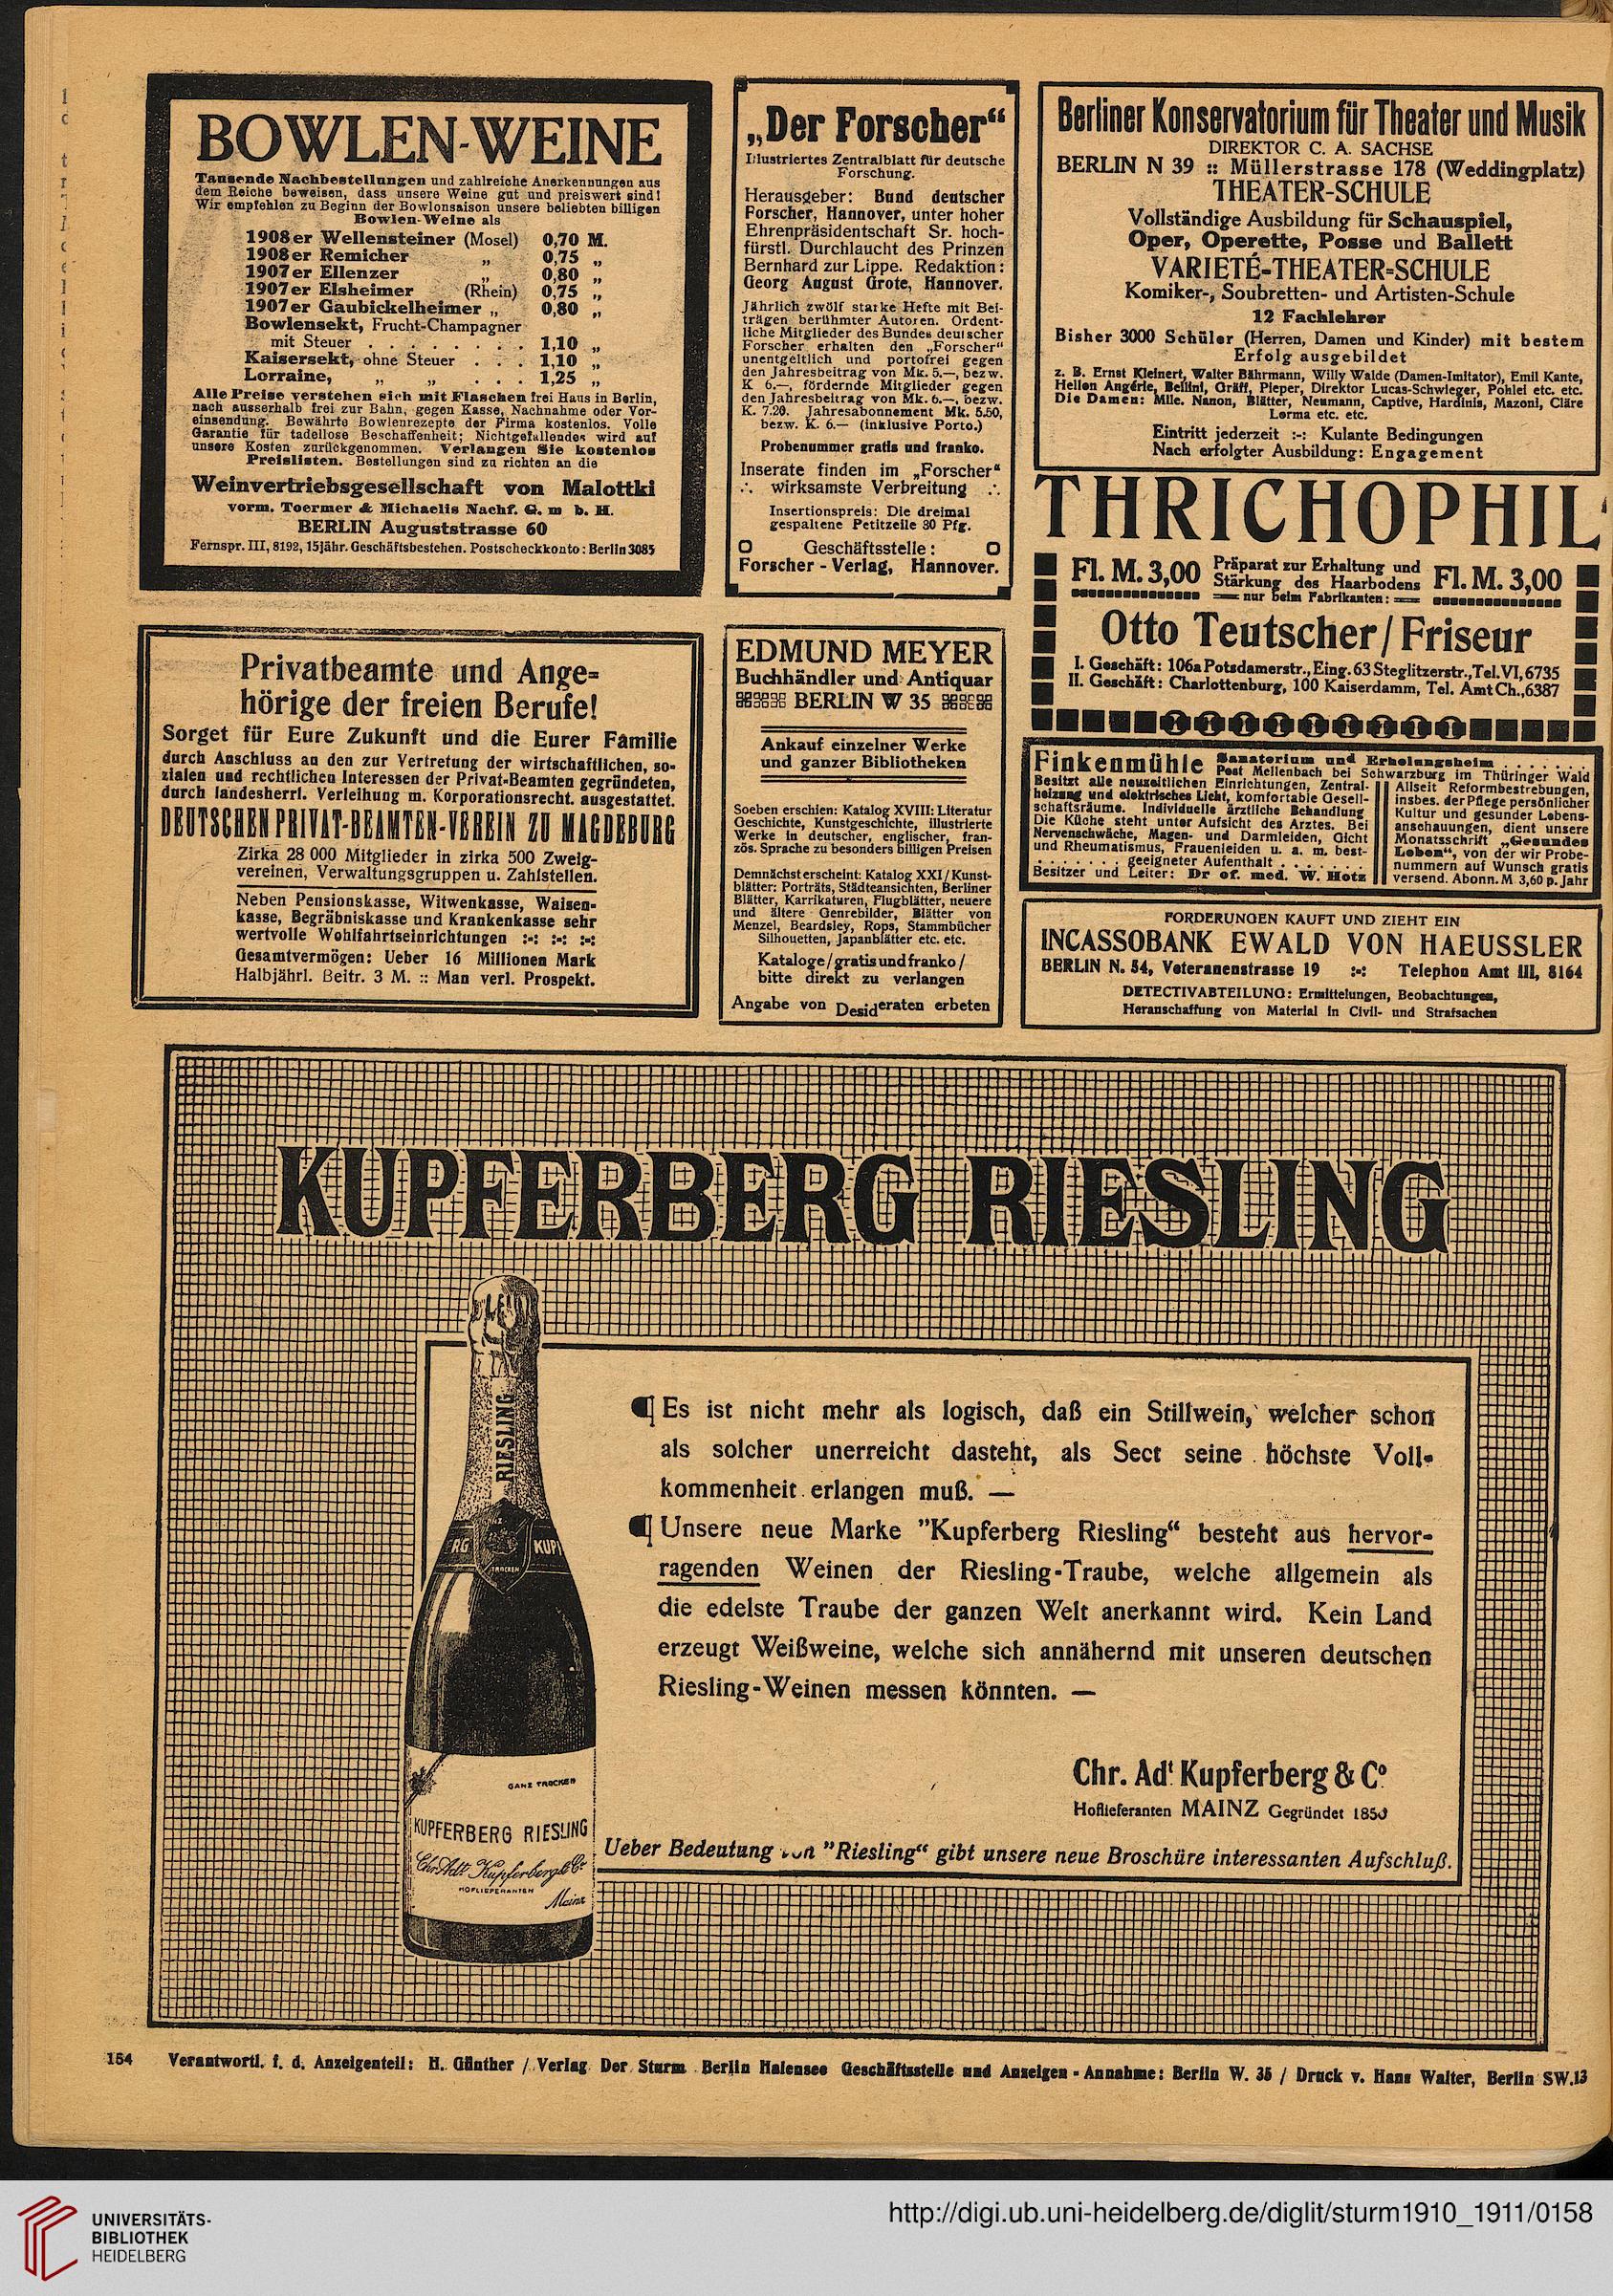 BOWLEN-WEINE
Tausende Nachbestellungen und zahlreiche Anerkennungen aus
dem Reiche beweisen, dass unsere Weine gut und preiswert sind!
Wir empfehlen zu Beginn der Bowlensaison unsere beliebten billigen
Bowlen-Weine als
1908er Wellensteiner (Mosel) 0,70 M.
1908er Remicher „ 0,75 „
1907er Ellenzer „ 0,80 „
1907er Elsheimer (Rhein) 0,75 „
1907er Gaubickelheimer „ 0,80 „
Bowlensekt, Frucht-Champagner
mit Steuer . . . . . . . 1,10 „
Kaisersekt, ohne Steuer . . . 1,10 „
Lorraine, „ „ . . . 1,25 „
Alle Preise verstehen sich mit Flaschen frei Haus in Berlin,
nach ausserhalb frei zur Bahn, gegen Kasse, Nachnahme oder Vor-
einsendung. Bewährte Bowlenrezepte der Firma kostenlos. Volle
Garantie für tadellose Beschaffenheit; Nichtgefallendes wird auf
unsere Kosten zurückgenommen. Verlangen Sie kostenlos
Preislisten. Bestellungen sind zu richten an die
Weinvertriebsgesellschaft von Malottki
vorm. Toermer & Michaelis Nachf. G. m b. H.
BERLIN Auguststrasse 60
Fernspr. III, 8192, 15jähr. Geschäftsbestehen. Postscheckkonto: Berlin 3085
„Der Forscher“
Illustriertes Zentralblatt für deutsche
Forschung.
Herausgeber: Bund deutscher
Forscher, Hannover, unter hoher
Ehrenpräsidentschaft Sr. hoch-
fürstl. Durchlaucht des Prinzen
Bernhard zur Lippe. Redaktion:
Georg August Grote, Hannover.
Jährlich zwölf starke Hefte mit Bei-
trägen berühmter Autoren. Ordent-
liche Mitglieder des Bundes deutscher
Forscher erhalten den „Forscher“
unentgeltlich und portofrei gegen
den Jahresbeitrag von Mk. 5.—, bezw.
K 6.—, fördernde Mitglieder gegen
den Jahresbeitrag von Mk. 6.—, bezw.
K. 7.20. Jahresabonnement Mk. 5.50,
bezw. K. 6.— (inklusive Porto.)
Probenummer gratis und franko.
Inserate finden im „Forscher“
∴ wirksamste Verbreitung ∴
Insertionspreis: Die dreimal
gespaltene Petitzeile 30 Pfg.
Geschäftsstelle:
Forscher - Verlag, Hannover.
Berliner Konservatorium für Theater und Musik
DIREKTOR C. A. SACHSE
BERLIN N 39 :: Müllerstrasse 178 (Weddingplatz)
THEATER-SCHULE
Vollständige Ausbildung für Schauspiel,
Oper, Operette, Posse und Ballett
VARIETÉ-THEATER-SCHULE
Komiker-, Soubretten- und Artisten-Schule
12 Fachlehrer
Bisher 3000 Schüler (Herren, Damen und Kinder) mit bestem
Erfolg ausgebildet
z. B. Ernst Kleinert, Walter Bährmann, Willy Walde (Damen-Imitator), Emil Kante,
Hellen Angérie, Bellini, Gräff, Pieper, Direktor Lucas-Schwieger, Pohlei etc. etc.
Die Damen: Mlle. Nanon, Blätter, Neumann, Captive, Hardinis, Mazoni, Cläre
Lerma etc. etc.
Eintritt jederzeit :-: Kulante Bedingungen
Nach erfolgter Ausbildung: Engagement
THRICHOPHIL
Fl. M. 3,00 Präparat zur Erhaltung und Fl. M. 3,00
Stärkung des Haarbodens
nur beim Fabrikanten:
Otto Teutscher / Friseur
I. Geschäft: 106a Potsdamerstr., Eing. 63 Steglitzerstr., Tel. VI, 6735
II. Geschäft: Charlottenburg, 100 Kaiserdamm, Tel. Amt Ch., 6387
Privatbeamte und Ange-
hörige der freien Berufe!
Sorget für Eure Zukunft und die Eurer Familie
durch Anschluss an den zur Vertretung der wirtschaftlichen, so-
zialen und rechtlichen Interessen der Privat-Beamten gegründeten,
durch landesherrl. Verleihung m. Korporationsrecht. ausgestattet.
DEUTSCHEN PRIVAT-BEAMTEN-VEREIN ZU MAGDEBURG
Zirka 28 000 Mitglieder in zirka 500 Zweig-
vereinen, Verwaltungsgruppen u. Zahlstellen.
Neben Pensionskasse, Witwenkasse, Waisen-
kasse, Begräbniskasse und Krankenkasse sehr
wertvolle Wohlfahrtseinrichtungen :-: :-: :-:
Gesamtvermögen: Ueber 16 Millionen Mark
Halbjährl. Beitr. 3 M. :: Man verl. Prospekt.
EDMUND MEYER
Buchhändler und Antiquar
BERLIN W 35
Ankauf einzelner Werke
und ganzer Bibliotheken
Soeben erschien: Katalog XVIII: Literatur
Geschichte, Kunstgeschichte, illustrierte
Werke in deutscher, englischer, fran-
zös. Sprache zu besonders billigen Preisen
Demnächst erscheint: Katalog XXI / Kunst-
blätter: Porträts, Städteansichten, Berliner
Blätter, Karrikaturen, Flugblätter, neuere
und ältere Genrebilder, Blätter von
Menzel, Beardsley, Rops, Stammbücher
Silhouetten, Japanblätter etc. etc.
Kataloge / gratis und franko /
bitte direkt zu verlangen
Angabe von Desideraten erbeten
Finkenmühle Sanatorium und Erholungsheim . . . . . . .
Post Mellenbach bei Schwarzburg im Thüringer Wald
Besitzt alle neuzeitlichen Einrichtungen, Zentral-
heizung und elektrisches Licht, komfortable Gesell-
schaftsräume. Individuelle ärztliche Behandlung
Die Küche steht unter Aufsicht des Arztes. Bei
Nervenschwäche, Magen- und Darmleiden, Gicht
und Rheumatismus, Frauenleiden u. a. m. best-
. . . . . . . geeigneter Aufenthalt . . . . . . .
Besitzer und Leiter: Dr of. med. W. Hotz
Allseit Reformbestrebungen,
insbes. der Pflege persönlicher
Kultur und gesunder Lebens-
anschauungen, dient unsere
Monatsschrift „Gesundes
Leben“, von der wir Probe-
nummern auf Wunsch gratis
versend. Abonn. M 3,60 p. Jahr
FORDERUNGEN KAUFT UND ZIEHT EIN
INCASSOBANK EWALD VON HAEUSSLER
BERLIN N. 54, Veteranenstrasse 19 :-: Telephon Amt III, 8164
DETECTIVABTEILUNG: Ermittelungen, Beobachtungen,
Heranschaffung von Material in Civil- und Strafsachen
KUPFERBERG RIESLING
RIESLING
RG
KUP
TROCKEN
GANZ TROCKEN
KUPFERBERG RIESLING
Chr Adt. Kupferberg & Co.
HOFLIEFERANTEN
Mainz
Es ist nicht mehr als logisch, daß ein Stillwein, welcher schon
als solcher unerreicht dasteht, als Sect seine höchste Voll-
kommenheit erlangen muß. —
Unsere neue Marke ”Kupferberg Riesling“ besteht aus hervor-
ragenden Weinen der Riesling-Traube, welche allgemein als
die edelste Traube der ganzen Welt anerkannt wird. Kein Land
erzeugt Weißweine, welche sich annähernd mit unseren deutschen
Riesling-Weinen messen könnten. —
Chr. Adt Kupferberg & Co
Hoflieferanten MAINZ Gegründet 1850
Ueber Bedeutung von ”Riesling“ gibt unsere neue Broschüre interessanten Aufschluß.
154 Verantwortl. f. d. Anzeigenteil: H. Günther / Verlag Der Sturm Berlin Halensee Geschäftsstelle und Anzeigen-Annahme: Berlin W. 35 / Druck v. Hans Walter, Berlin SW.13
UNIVERSITÄTS-
BIBLIOTHEK
HEIDELBERG
http://digi.ub.uni-heidelberg.de/diglit/sturm1910_1911/0158